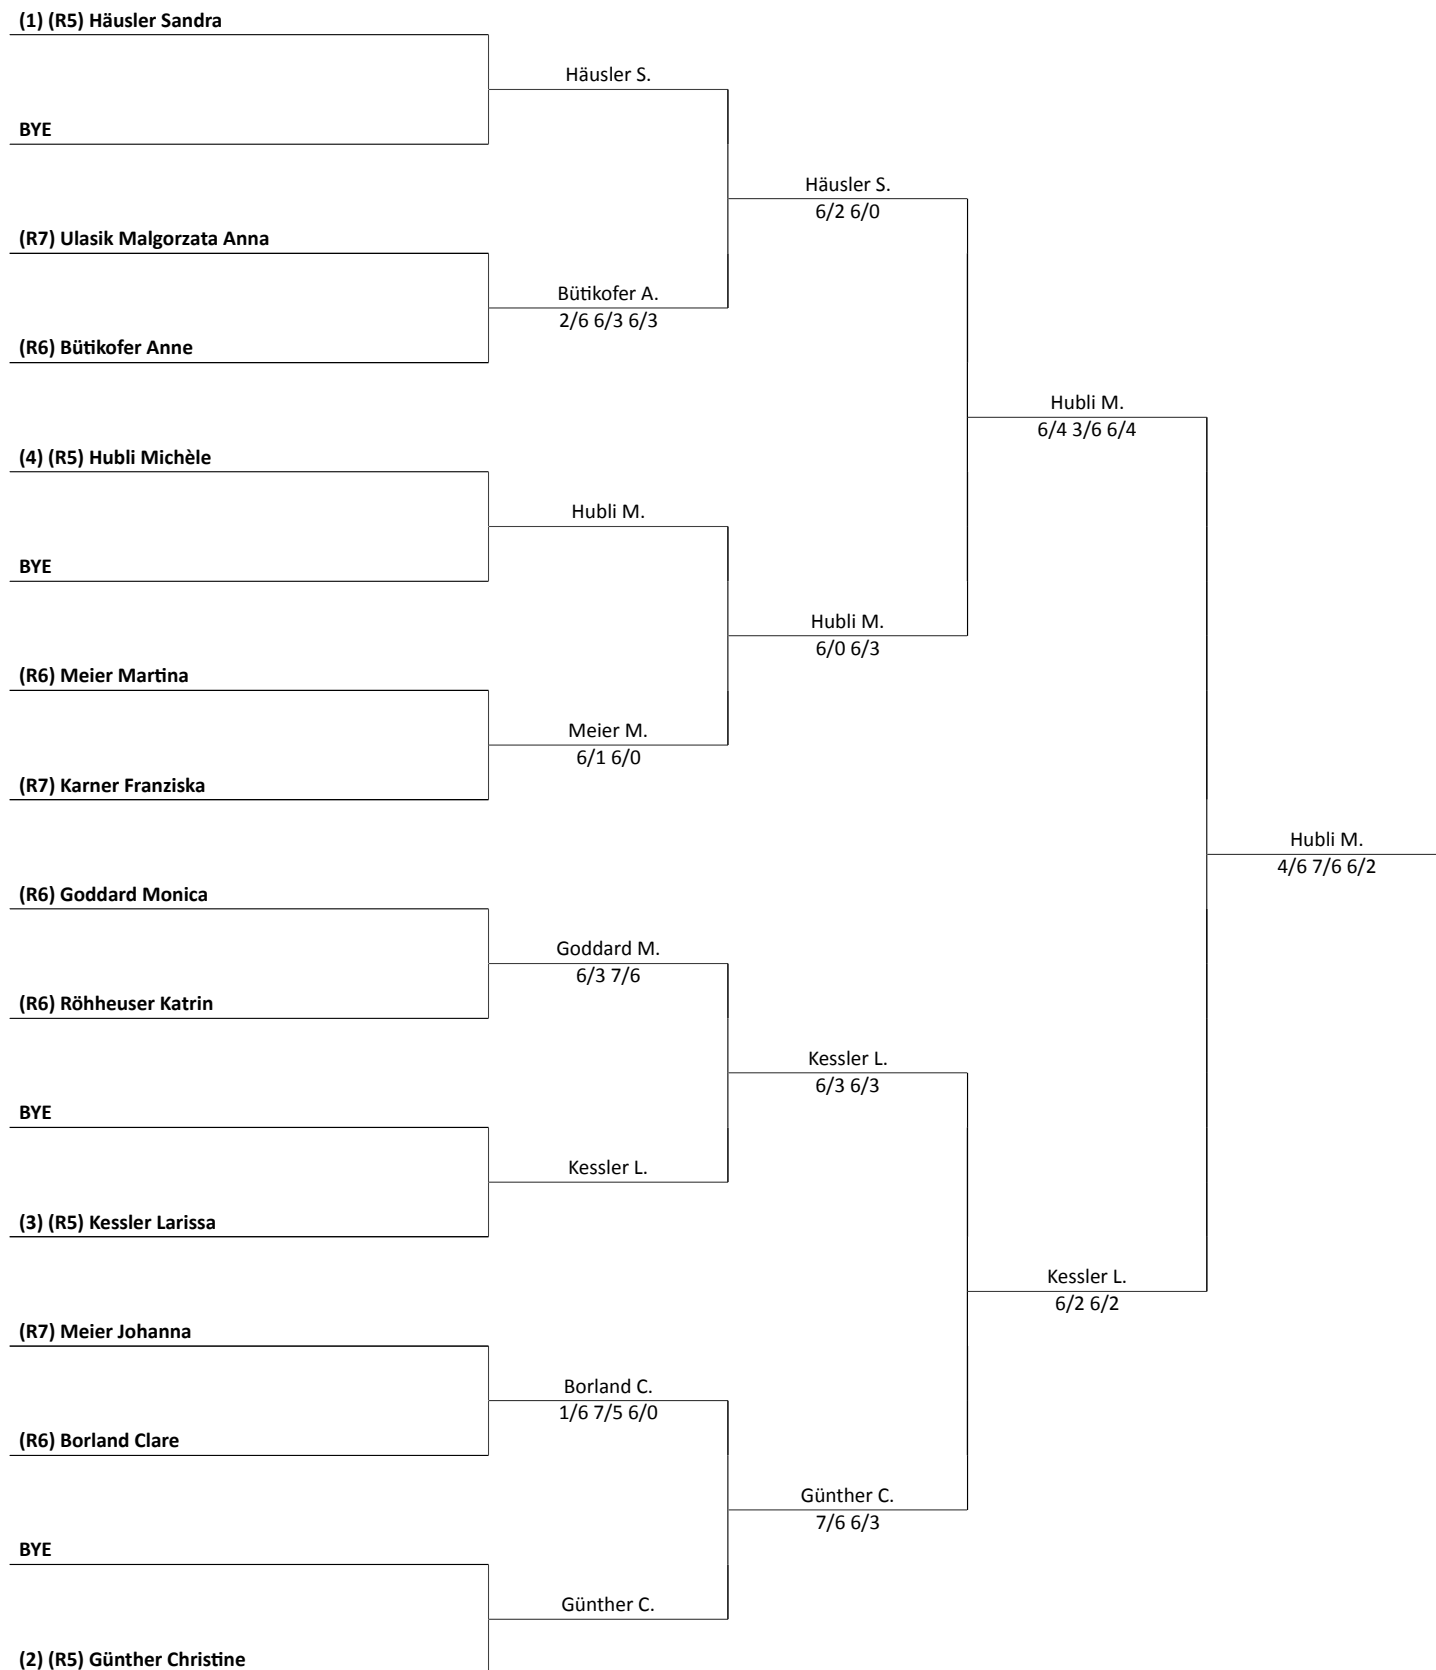 (1) (R5) Häusler Sandra
Häusler S.
BYE
Häusler S.
6/2 6/0
(R7) Ulasik Malgorzata Anna
Bütikofer A.
2/6 6/3 6/3
(R6) Bütikofer Anne
Hubli M.
6/4 3/6 6/4
(4) (R5) Hubli Michèle
Hubli M.
BYE
Hubli M.
6/0 6/3
(R6) Meier Martina
Meier M.
6/1 6/0
(R7) Karner Franziska
Hubli M.
4/6 7/6 6/2
(R6) Goddard Monica
Goddard M.
6/3 7/6
(R6) Röhheuser Katrin
Kessler L.
6/3 6/3
BYE
Kessler L.
(3) (R5) Kessler Larissa
Kessler L.
6/2 6/2
(R7) Meier Johanna
Borland C.
1/6 7/5 6/0
(R6) Borland Clare
Günther C.
7/6 6/3
BYE
Günther C.
(2) (R5) Günther Christine